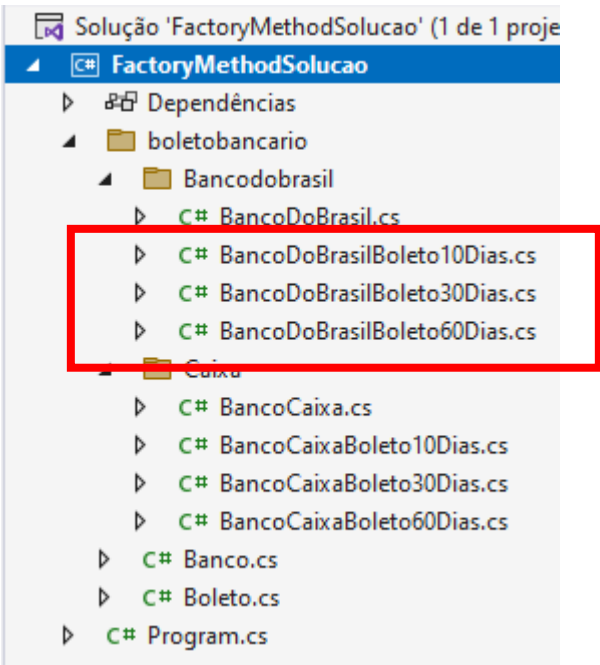 Solução 'FactoryMethodSolucao' (1 de 1 proje
C# FactoryMethodSolucao
Dependências
boletobancario
Bancodobrasil
C# BancoDoBrasil.cs
C# BancoDoBrasilBoleto10Dias.cs
C# BancoDoBrasilBoleto30Dias.cs
C# BancoDoBrasilBoleto60Dias.cs
Caixa
C# BancoCaixa.cs
C# BancoCaixaBoleto10Dias.cs
C# BancoCaixaBoleto30Dias.cs
C# BancoCaixaBoleto60Dias.cs
C# Banco.cs
C# Boleto.cs
C# Program.cs